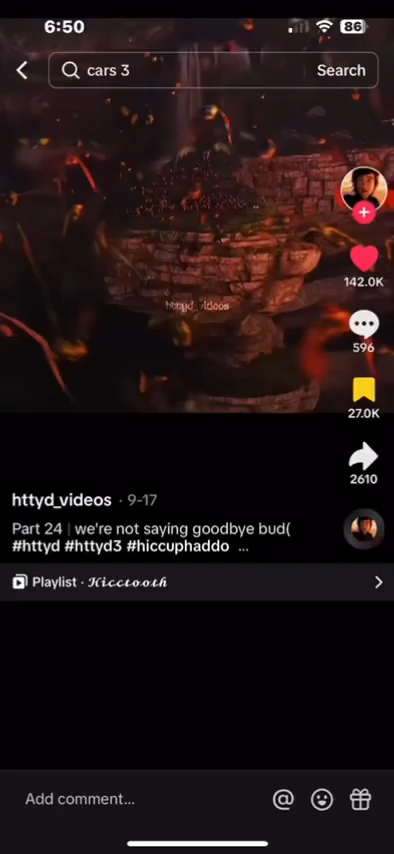 6:50
86
cars 3
Search
142.0K
httyd_videos
596
27.0K
2610
httyd_videos · 9-17
Part 24 | we're not saying goodbye bud(
#httyd #httyd3 #hiccuphaddo ...
Playlist · 𝓗𝓲𝓬𝓬𝓽𝓸𝓸𝓽𝓱
Add comment...